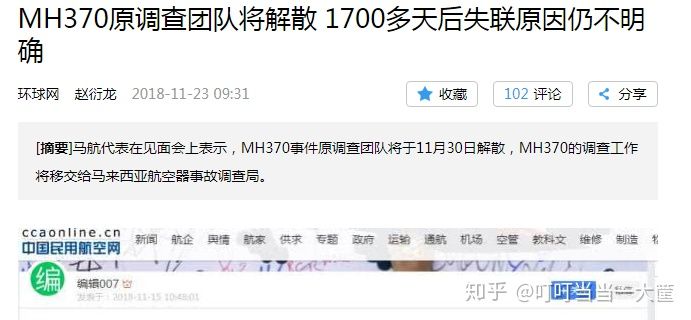 MH370原调查团队将解散 1700多天后失联原因仍不明
确
环球网 赵衍龙 2018-11-23 09:31 收藏 102 评论 分享
[摘要]马航代表在见面会上表示，MH370事件原调查团队将于11月30日解散，MH370的调查工作
将移交给马来西亚航空器事故调查局。
ccaonline.cn
中国民用航空网 新闻 航企 舆情 航家 供求 专题 政府 运输 通航 机场 空管 教科文 维修 制造
编 编辑007
发表于：2018-11-15 10:48:01
知乎 @叮叮当当一大筐